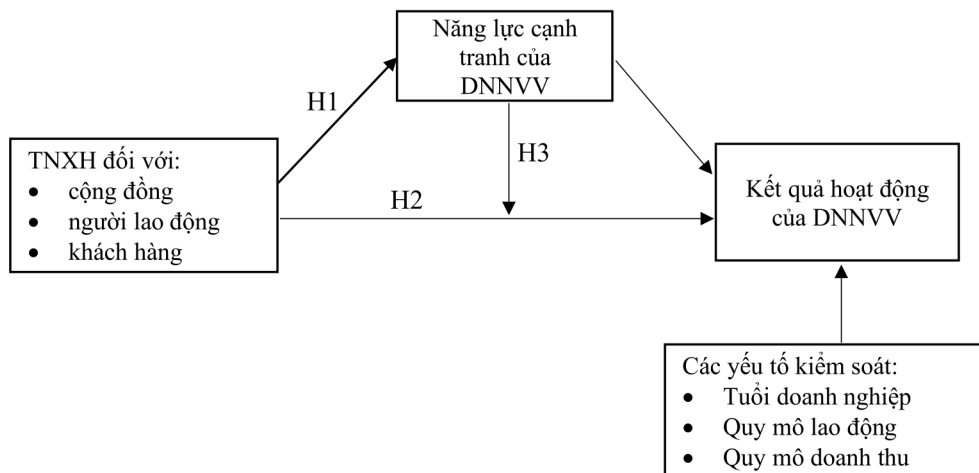 Năng lực cạnh
tranh của
DNNVV
H1
TNXH đối với:
• cộng đồng
• người lao động
• khách hàng
H3
H2
Kết quả hoạt động
của DNNVV
Các yếu tố kiểm soát:
• Tuổi doanh nghiệp
• Quy mô lao động
• Quy mô doanh thu